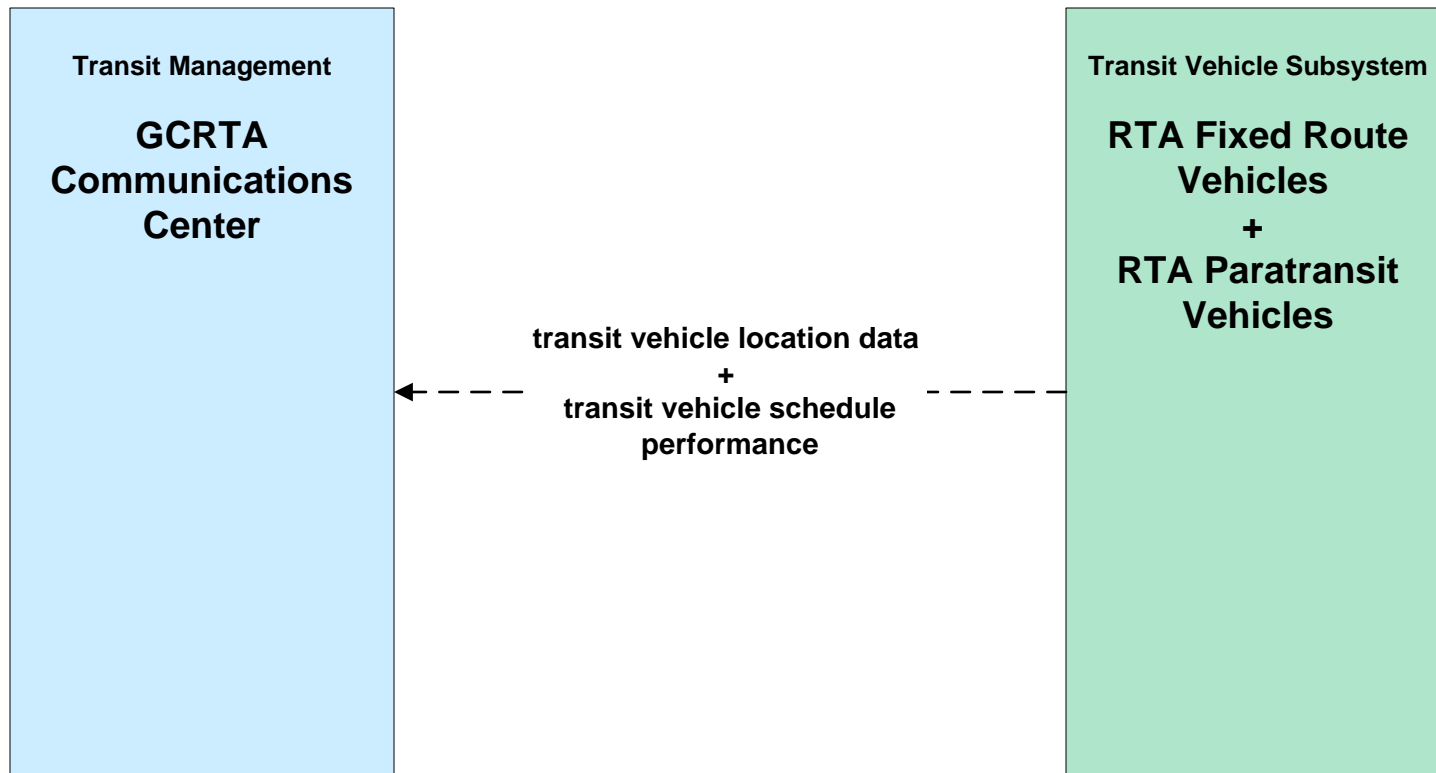 Transit Management
GCRTA
Communications
Center
transit vehicle location data
+
transit vehicle schedule
performance
Transit Vehicle Subsystem
RTA Fixed Route
Vehicles
+
RTA Paratransit
Vehicles